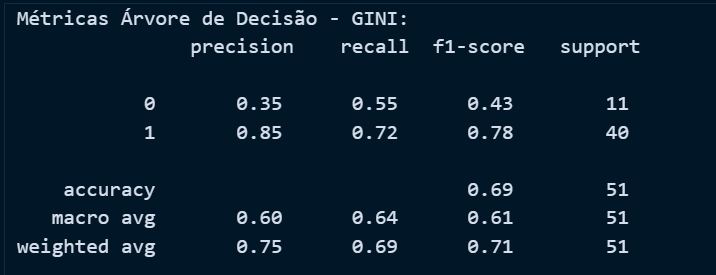 Métricas Árvore de Decisão - GINI:
precision recall f1-score support
0 0.35 0.55 0.43 11
1 0.85 0.72 0.78 40
accuracy 0.69 51
macro avg 0.60 0.64 0.61 51
weighted avg 0.75 0.69 0.71 51